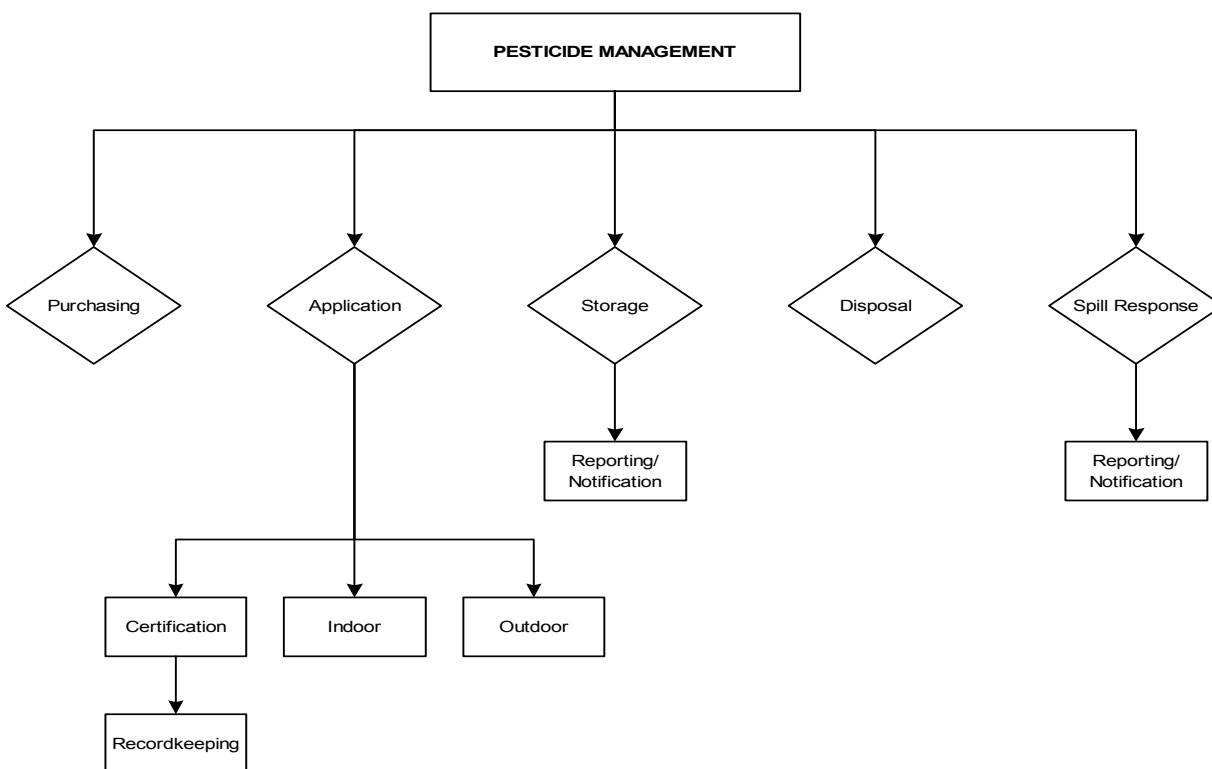 PESTICIDE MANAGEMENT
Purchasing
Application
Storage
Disposal
Spill Response
Reporting/
Notification
Reporting/
Notification
Certification
Indoor
Outdoor
Recordkeeping